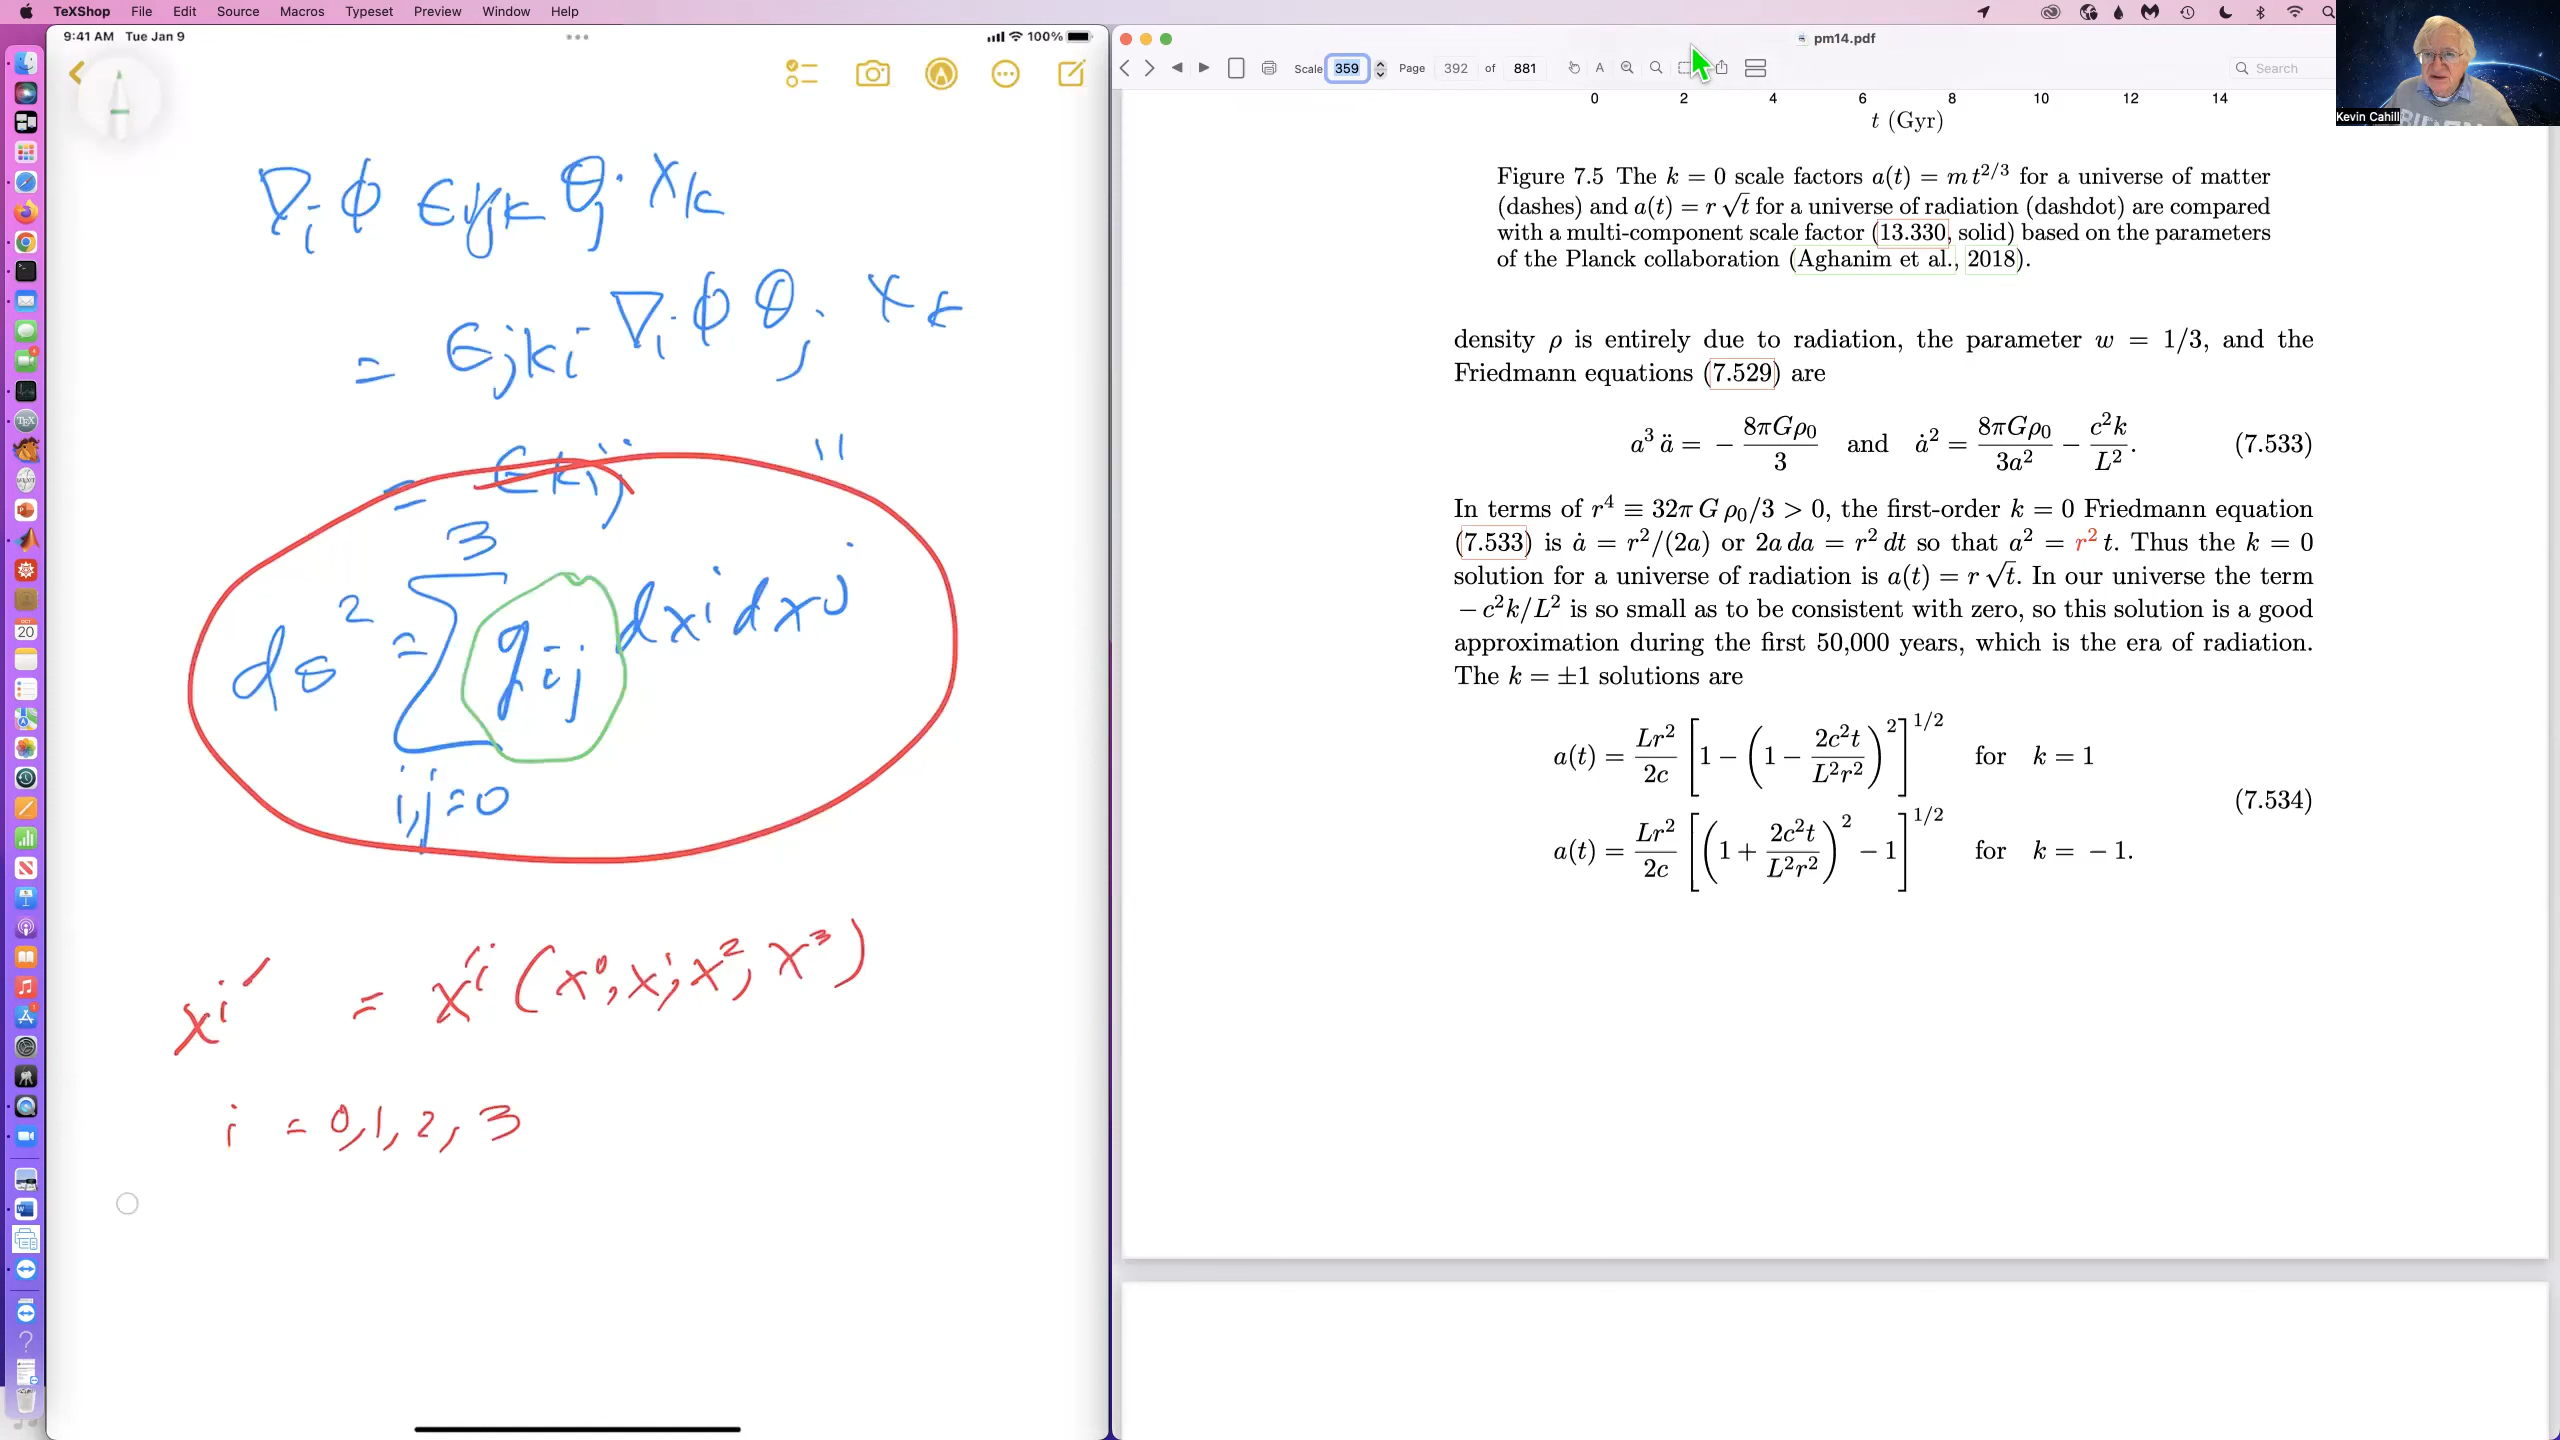 TeXShop File Edit Source Macros Typeset Preview Window Help
9:41 AM Tue Jan 9
100%
∇ᵢ φ ϵᵢⱼₖ θⱼ xₖ
= ϵⱼₖᵢ ∇ᵢ φ θⱼ xₖ
= ϵₖᵢⱼ "
ds² = Σ³ᵢ,ⱼ₌₀ gᵢⱼ dxⁱ dxʲ
xⁱ′ = x′ⁱ (x⁰, x¹, x², x³)
i = 0, 1, 2, 3
OCT
20
pm14.pdf
Scale 359 Page 392 of 881 Search
Kevin Cahill
0 2 4 6 8 10 12 14
t (Gyr)
Figure 7.5 The k = 0 scale factors a(t) = m t^{2/3} for a universe of matter
(dashes) and a(t) = r √t for a universe of radiation (dashdot) are compared
with a multi-component scale factor (13.330, solid) based on the parameters
of the Planck collaboration (Aghanim et al., 2018).
density ρ is entirely due to radiation, the parameter w = 1/3, and the
Friedmann equations (7.529) are
a³ ä = − 8πGρ₀/3 and ȧ² = 8πGρ₀/3a² − c²k/L². (7.533)
In terms of r⁴ ≡ 32π G ρ₀/3 > 0, the first-order k = 0 Friedmann equation
(7.533) is ȧ = r²/(2a) or 2a da = r² dt so that a² = r² t. Thus the k = 0
solution for a universe of radiation is a(t) = r √t. In our universe the term
− c²k/L² is so small as to be consistent with zero, so this solution is a good
approximation during the first 50,000 years, which is the era of radiation.
The k = ±1 solutions are
a(t) = Lr²/2c [1 − (1 − 2c²t/L²r²)²]^{1/2} for k = 1
(7.534)
a(t) = Lr²/2c [(1 + 2c²t/L²r²)² − 1]^{1/2} for k = − 1.